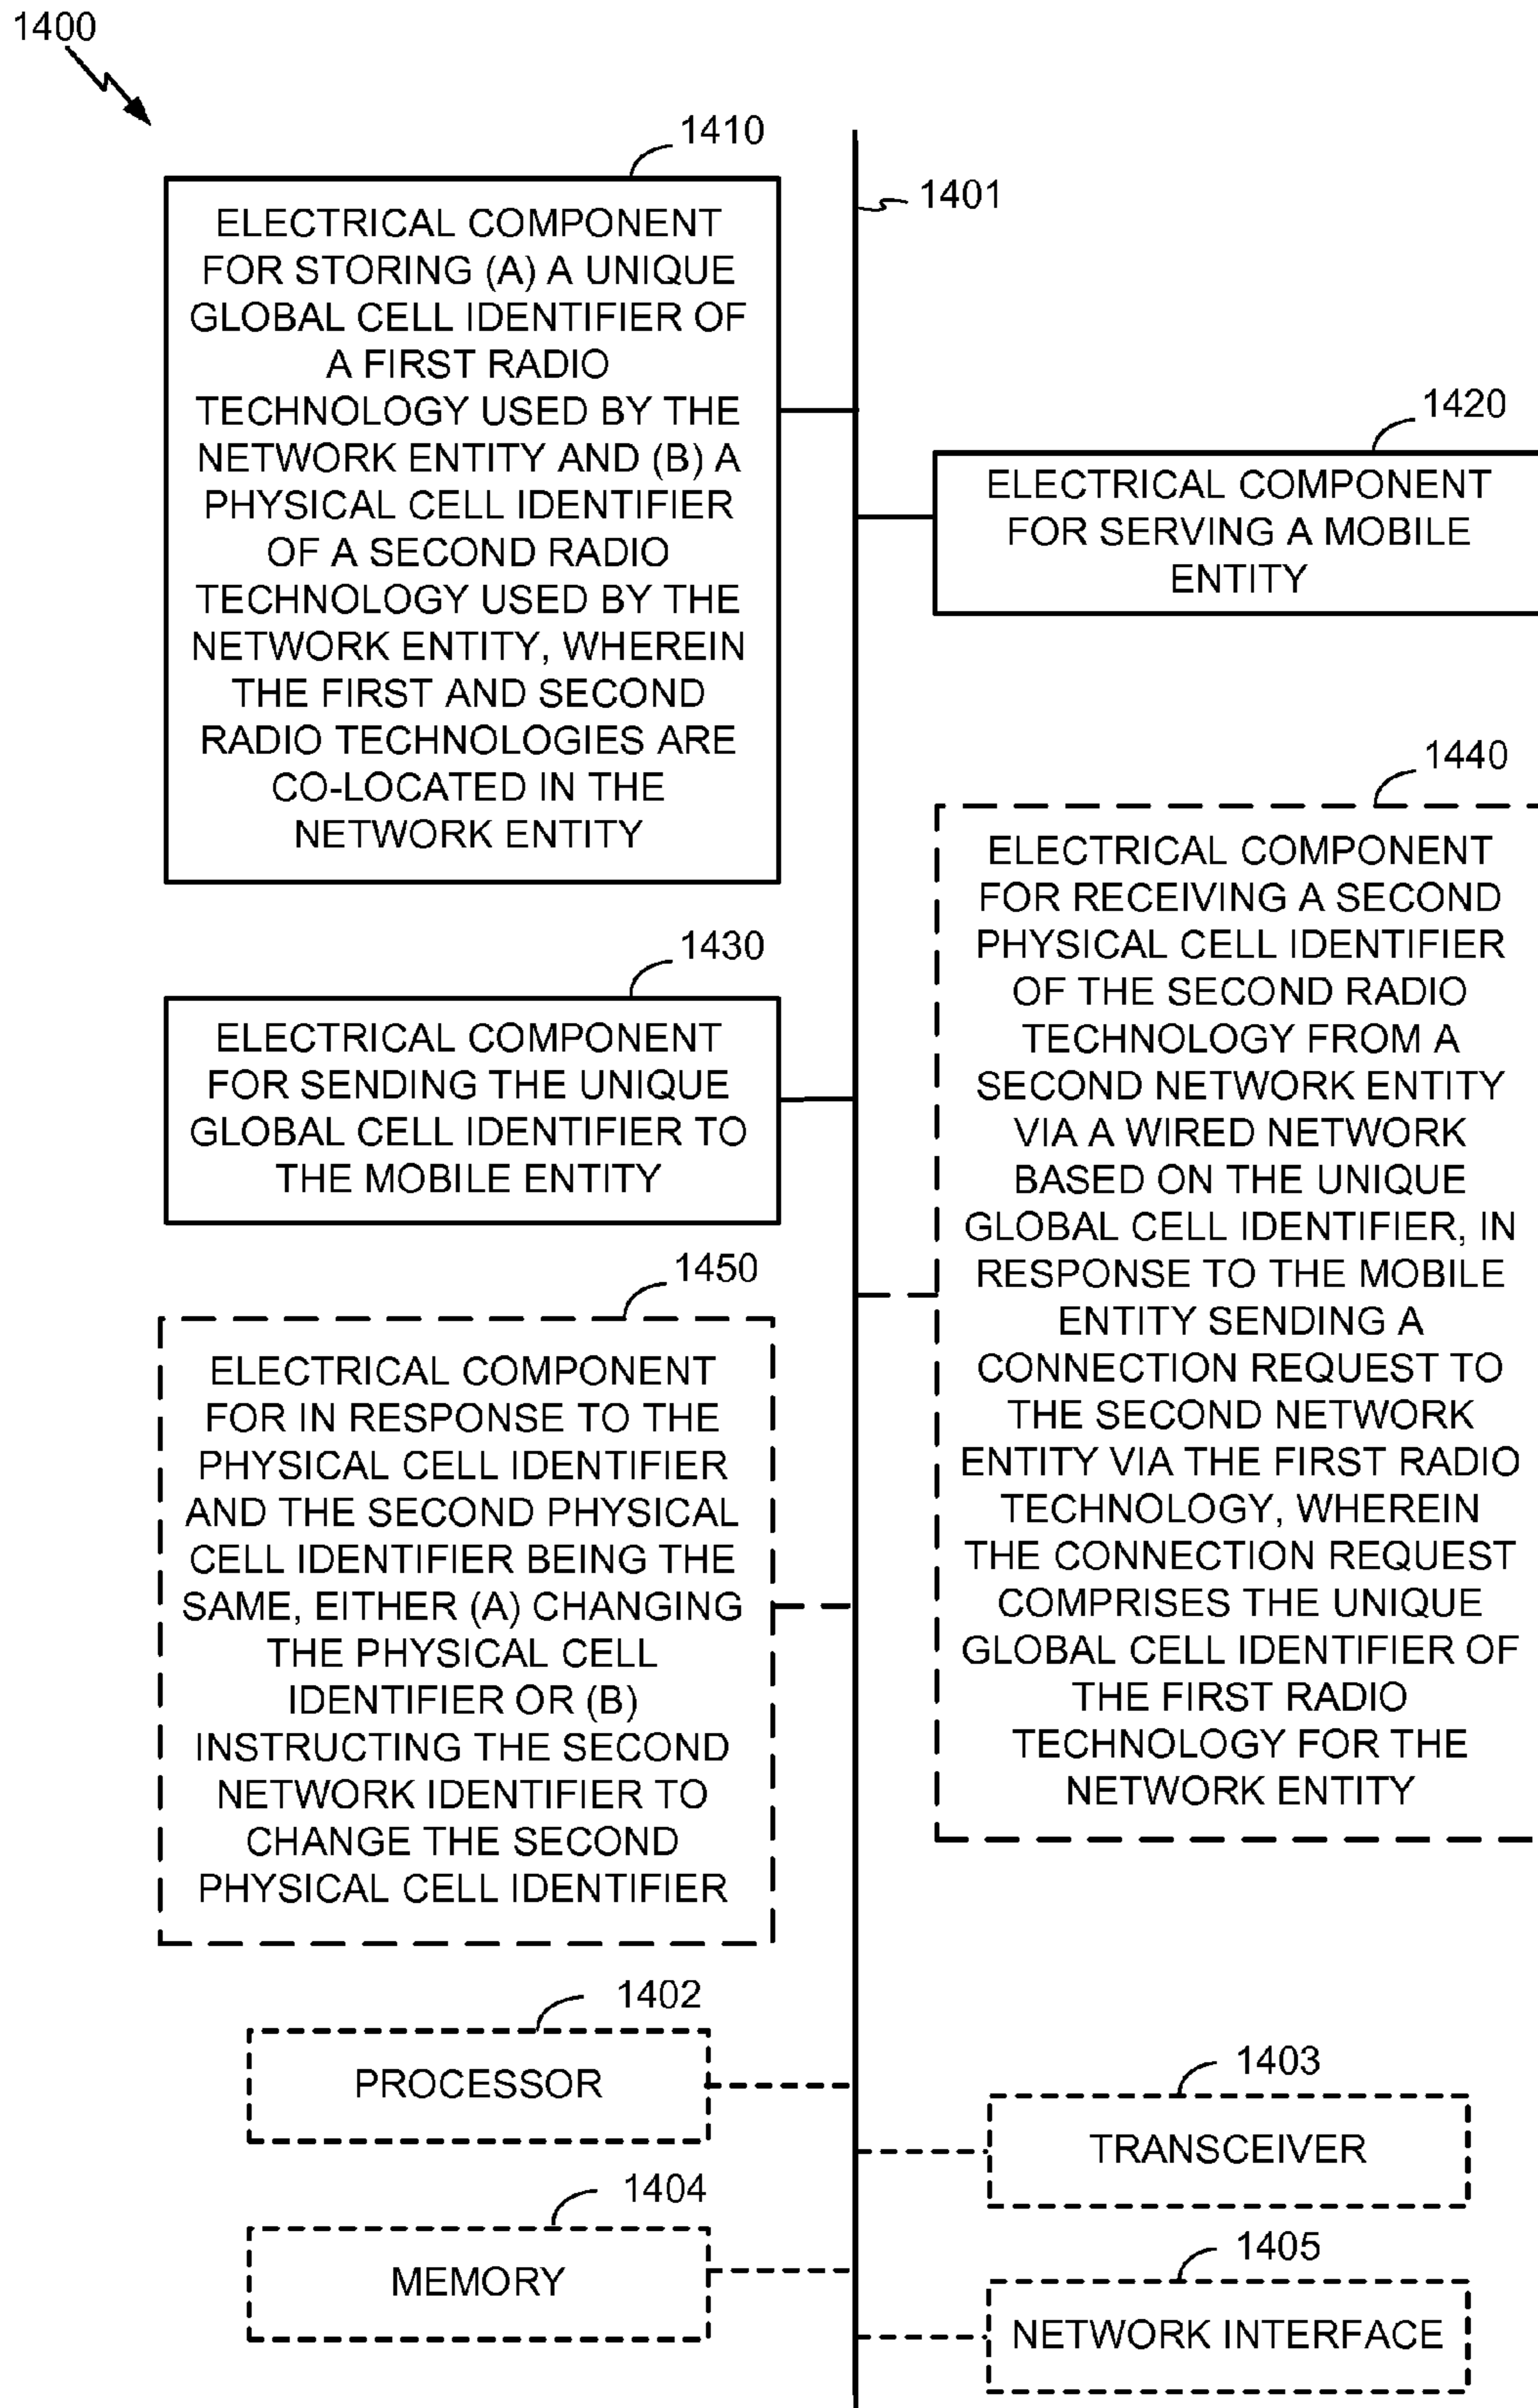 1400
1410
1401
ELECTRICAL COMPONENT
FOR STORING (A) A UNIQUE
GLOBAL CELL IDENTIFIER OF
A FIRST RADIO
TECHNOLOGY USED BY THE
NETWORK ENTITY AND (B) A
PHYSICAL CELL IDENTIFIER
OF A SECOND RADIO
TECHNOLOGY USED BY THE
NETWORK ENTITY, WHEREIN
THE FIRST AND SECOND
RADIO TECHNOLOGIES ARE
CO-LOCATED IN THE
NETWORK ENTITY
1420
ELECTRICAL COMPONENT
FOR SERVING A MOBILE
ENTITY
1430
ELECTRICAL COMPONENT
FOR SENDING THE UNIQUE
GLOBAL CELL IDENTIFIER TO
THE MOBILE ENTITY
1440
ELECTRICAL COMPONENT
FOR RECEIVING A SECOND
PHYSICAL CELL IDENTIFIER
OF THE SECOND RADIO
TECHNOLOGY FROM A
SECOND NETWORK ENTITY
VIA A WIRED NETWORK
BASED ON THE UNIQUE
GLOBAL CELL IDENTIFIER, IN
RESPONSE TO THE MOBILE
ENTITY SENDING A
CONNECTION REQUEST TO
THE SECOND NETWORK
ENTITY VIA THE FIRST RADIO
TECHNOLOGY, WHEREIN
THE CONNECTION REQUEST
COMPRISES THE UNIQUE
GLOBAL CELL IDENTIFIER OF
THE FIRST RADIO
TECHNOLOGY FOR THE
NETWORK ENTITY
1450
ELECTRICAL COMPONENT
FOR IN RESPONSE TO THE
PHYSICAL CELL IDENTIFIER
AND THE SECOND PHYSICAL
CELL IDENTIFIER BEING THE
SAME, EITHER (A) CHANGING
THE PHYSICAL CELL
IDENTIFIER OR (B)
INSTRUCTING THE SECOND
NETWORK IDENTIFIER TO
CHANGE THE SECOND
PHYSICAL CELL IDENTIFIER
1402
PROCESSOR
1403
TRANSCEIVER
1404
MEMORY
1405
NETWORK INTERFACE